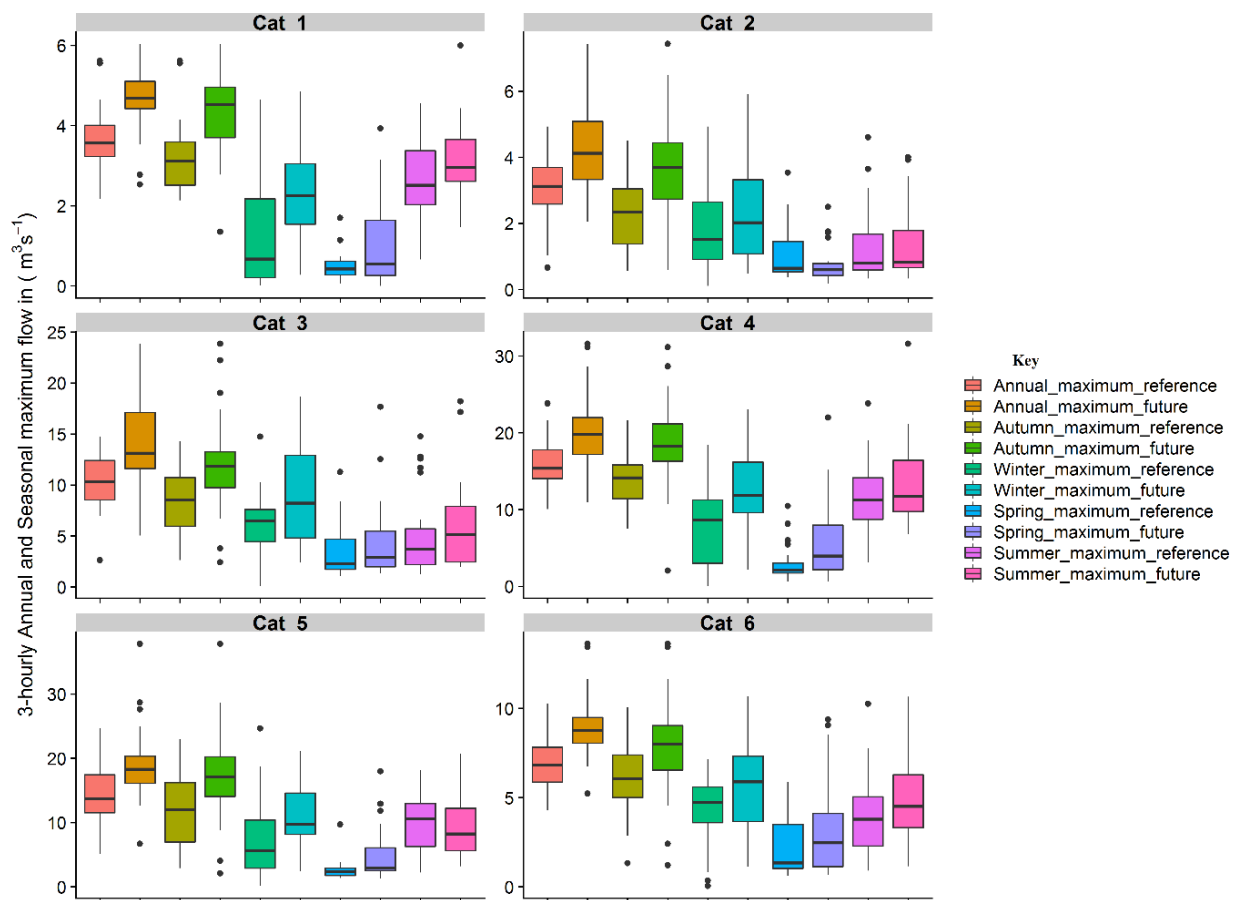 3-hourly Annual and Seasonal maximum flow in ( m³s⁻¹)
Cat 1
6
4
2
0
Cat 2
6
4
2
0
Cat 3
25
20
15
10
5
0
Cat 4
30
20
10
0
Cat 5
30
20
10
0
Cat 6
10
5
0
Key
Annual_maximum_reference
Annual_maximum_future
Autumn_maximum_reference
Autumn_maximum_future
Winter_maximum_reference
Winter_maximum_future
Spring_maximum_reference
Spring_maximum_future
Summer_maximum_reference
Summer_maximum_future